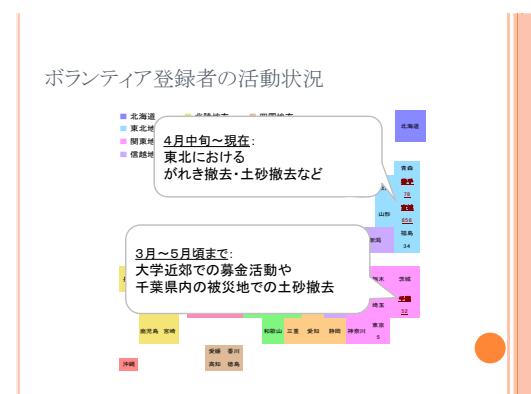 ボランティア登録者の活動状況
北海道
東北地
関東地
信越地
4月中旬～現在:
東北における
がれき撤去・土砂撤去など
北海道
青森
岩手
78
宮城
658
山形
福島
34
3月～5月頃まで:
大学近郊での募金活動や
千葉県内の被災地での土砂撤去
茨城
埼玉
千葉
52
鹿児島 宮崎
和歌山 三重 愛知 静岡 神奈川 東京
5
愛媛 香川
高知 徳島
沖縄